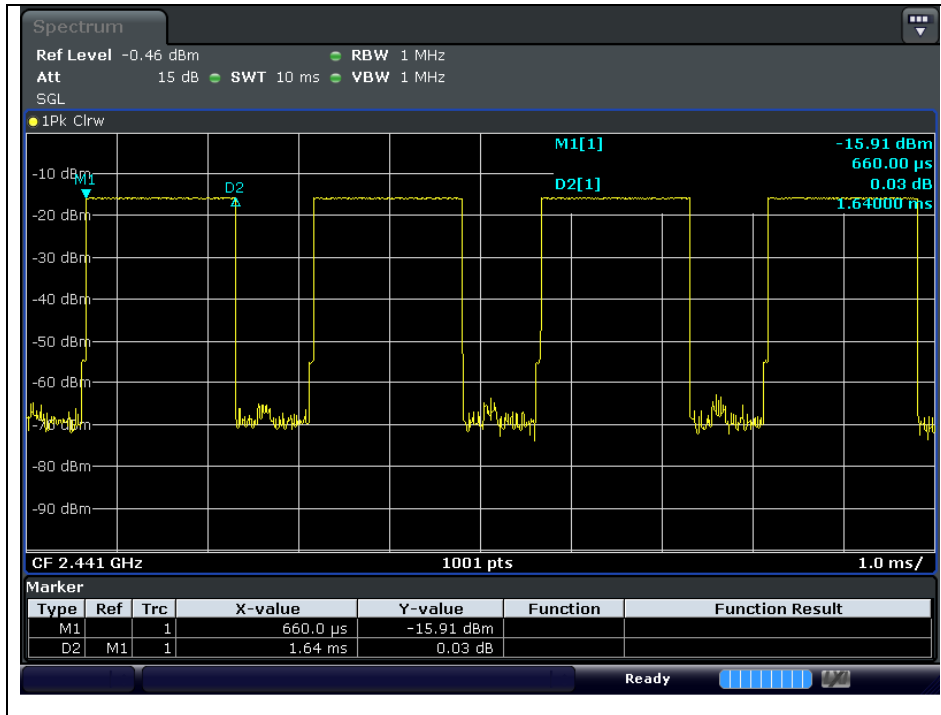 Spectrum
Ref Level -0.46 dBm RBW 1 MHz
Att 15 dB SWT 10 ms VBW 1 MHz
SGL
1Pk Clrw
M1[1] -15.91 dBm
660.00 µs
D2[1] 0.03 dB
1.64000 ms
M1
D2
-10 dBm
-20 dBm
-30 dBm
-40 dBm
-50 dBm
-60 dBm
-70 dBm
-80 dBm
-90 dBm
CF 2.441 GHz 1001 pts 1.0 ms/
Marker
Type Ref Trc X-value Y-value Function Function Result
M1 1 660.0 µs -15.91 dBm
D2 M1 1 1.64 ms 0.03 dB
Ready